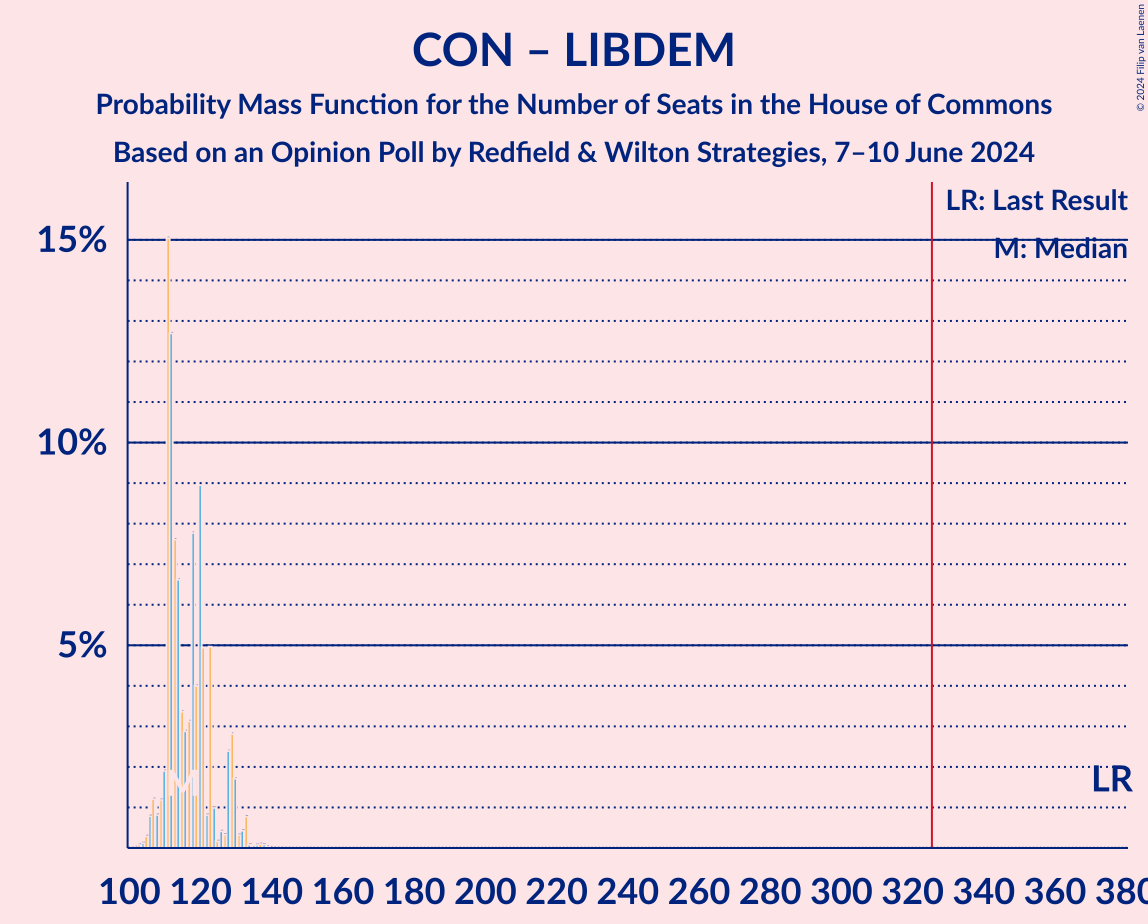 CON – LIBDEM
Probability Mass Function for the Number of Seats in the House of Commons
Based on an Opinion Poll by Redfield & Wilton Strategies, 7–10 June 2024
© 2024 Filip van Laenen
LR: Last Result
M: Median
15%
10%
5%
M
LR
100 120 140 160 180 200 220 240 260 280 300 320 340 360 380